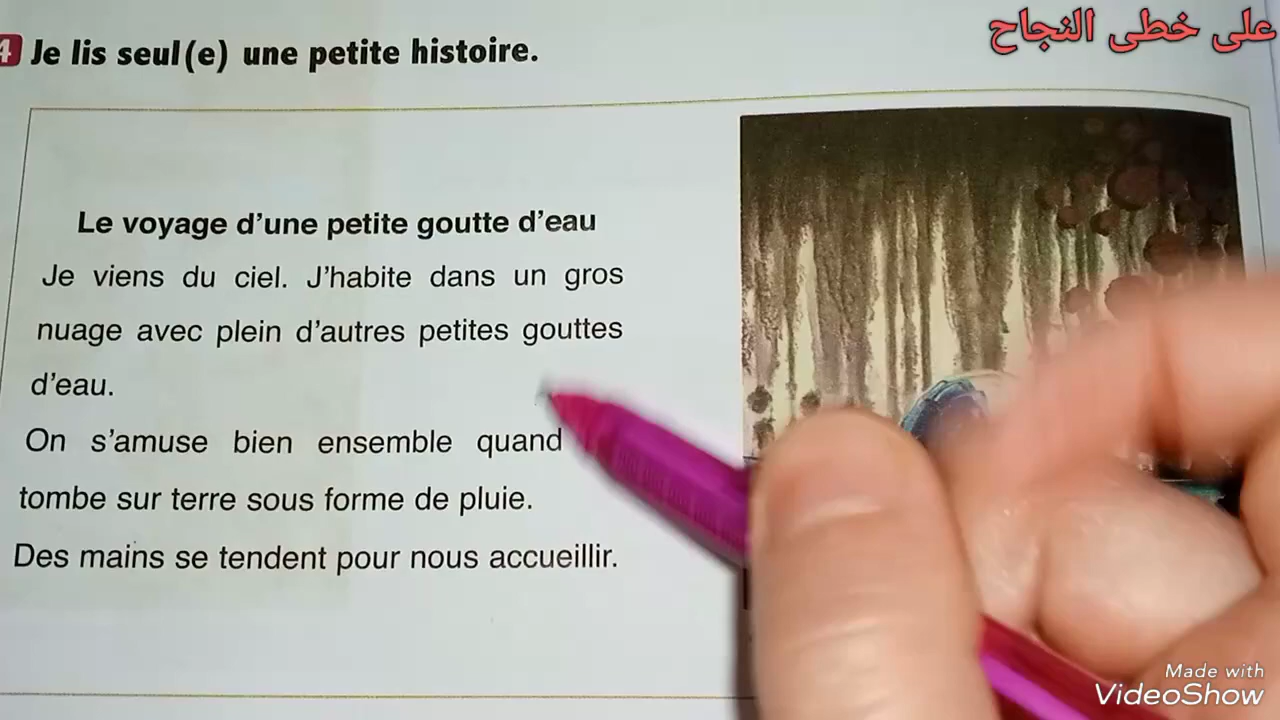 على خطى النجاح
4 Je lis seul(e) une petite histoire.
Le voyage d'une petite goutte d'eau
Je viens du ciel. J'habite dans un gros
nuage avec plein d'autres petites gouttes
d'eau.
On s'amuse bien ensemble quand
tombe sur terre sous forme de pluie.
Des mains se tendent pour nous accueillir.
Made with
VideoShow